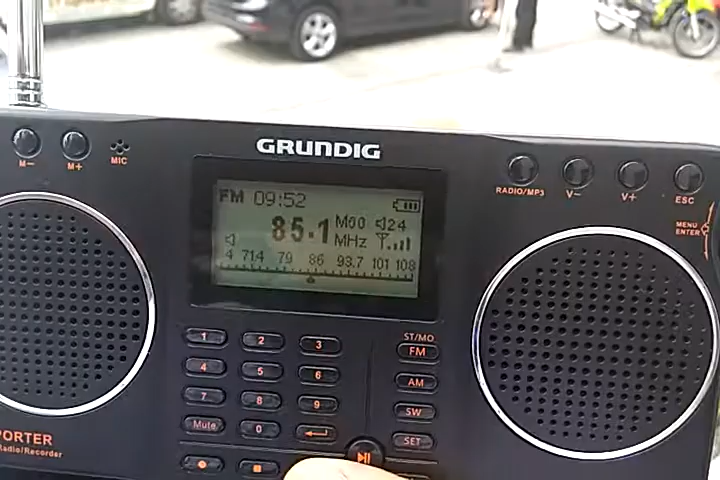 GRUNDIG
M- M+ MIC
RADIO/MP3 V- V+ ESC
MENU
ENTER
FM 09:52
85.1 M00 24
MHz
4 71.4 79 86 93.7 101 108
1 2 3
4 5 6
7 8 9
Mute 0
ST/MO
FM
AM
SW
SET
PORTER
Radio/Recorder